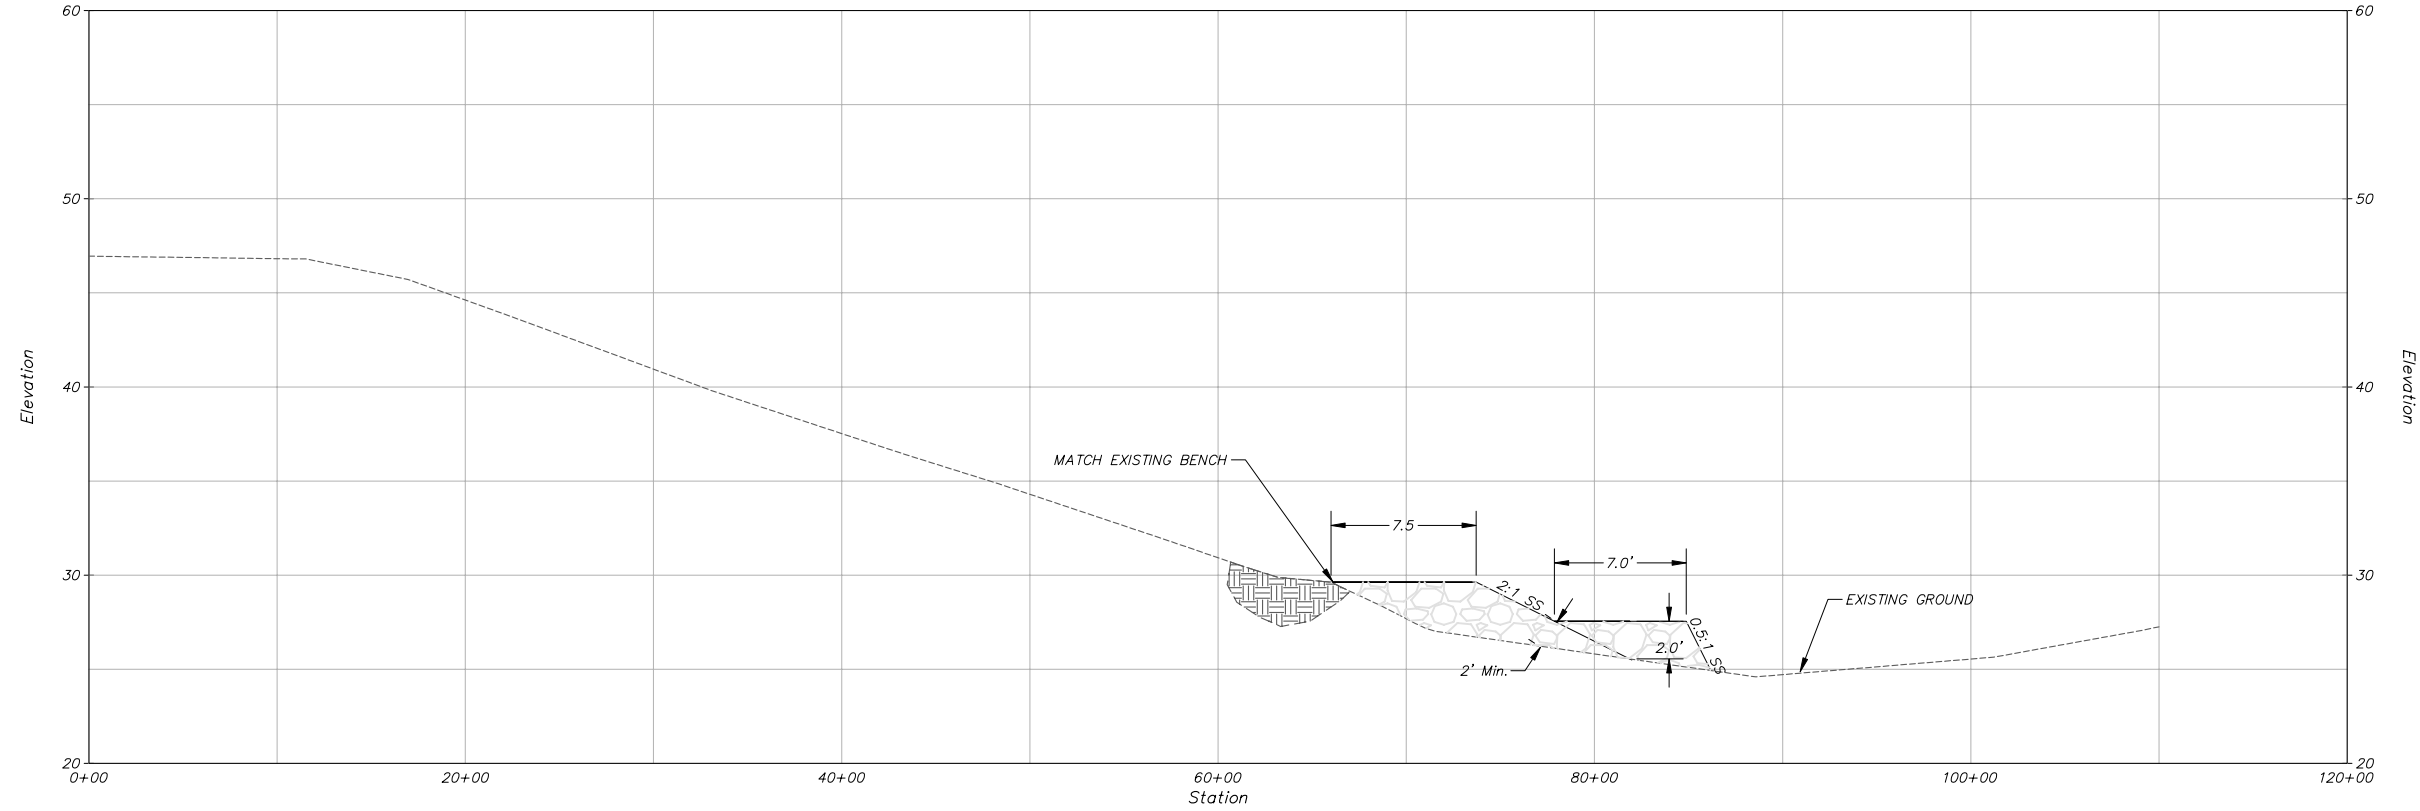 60
60
50
50
Elevation
Elevation
40
40
MATCH EXISTING BENCH
7.5
7.0'
30
30
2:1 SS
EXISTING GROUND
0.5:1 SS
2.0'
2' Min.
20
20
0+00
20+00
40+00
60+00
80+00
100+00
120+00
Station